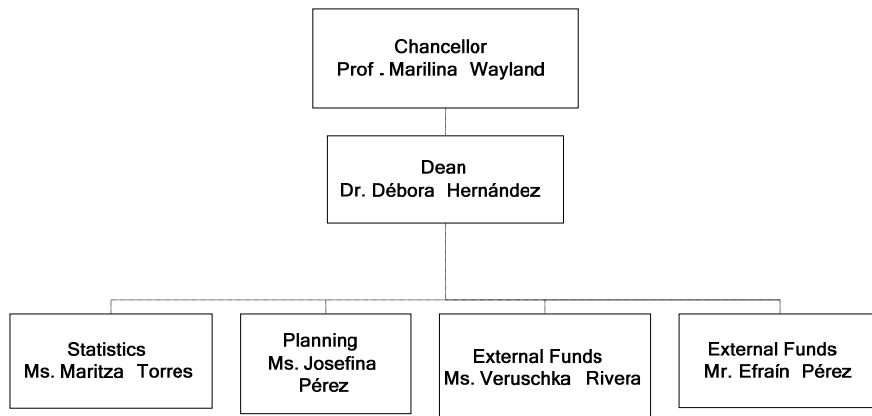 Chancellor
Prof. Marilina Wayland
Dean
Dr. Débora Hernández
Statistics
Ms. Maritza Torres
Planning
Ms. Josefina
Pérez
External Funds
Ms. Veruschka Rivera
External Funds
Mr. Efraín Pérez